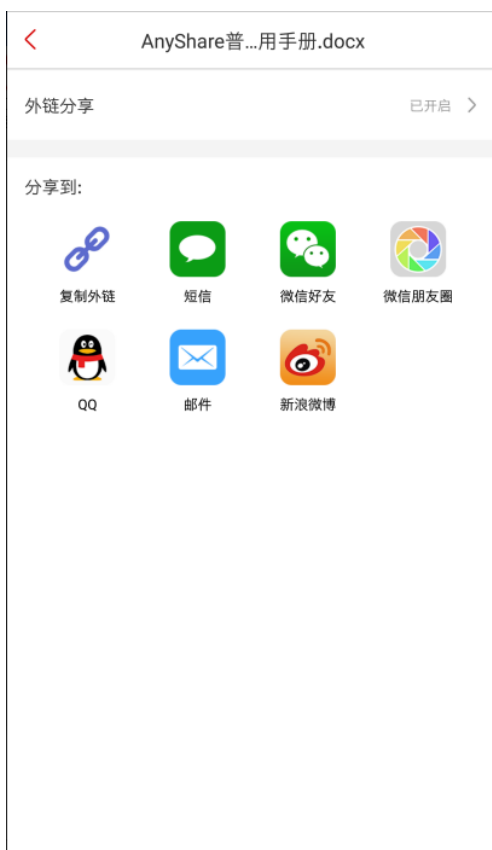 AnyShare普...用手册.docx
外链分享 已开启
分享到:
复制外链 短信 微信好友 微信朋友圈
QQ 邮件 新浪微博